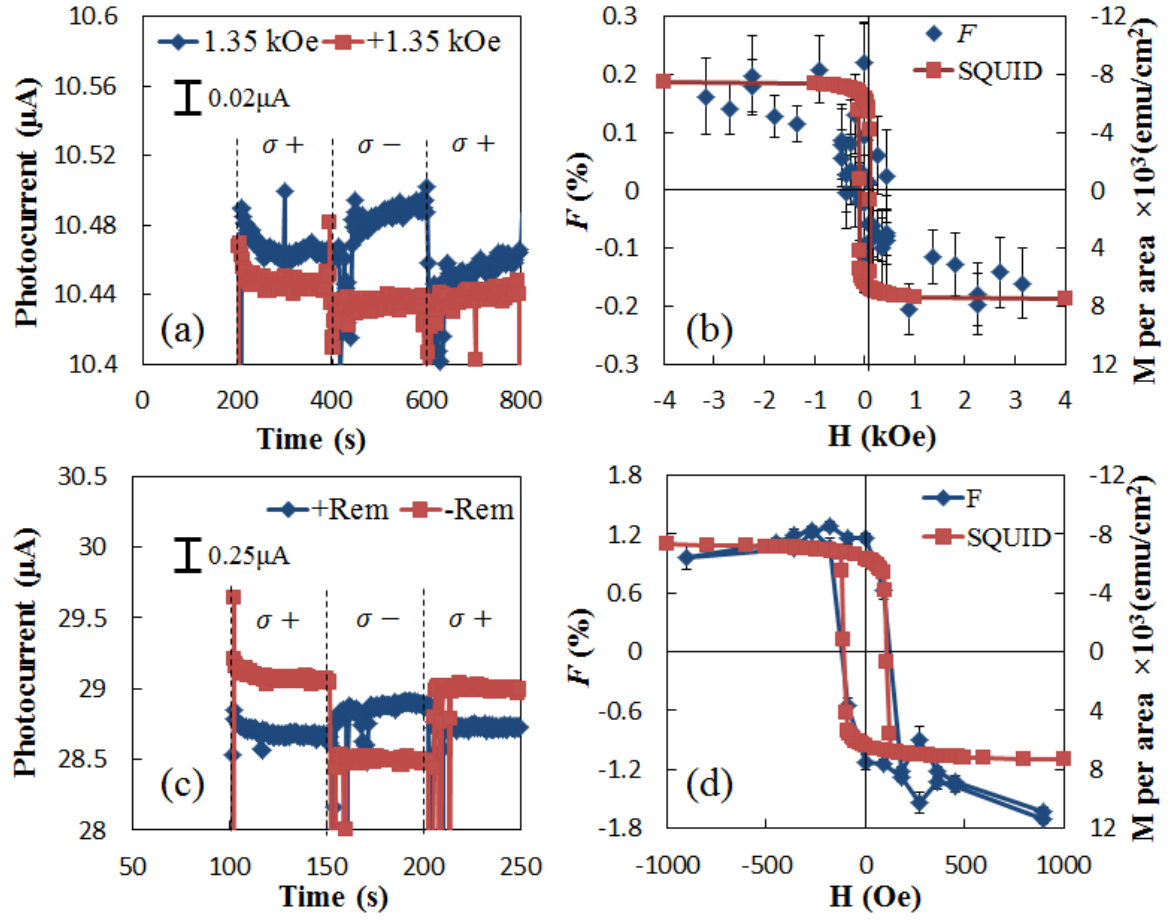 10.6
10.56
10.52
10.48
10.44
10.4
Photocurrent (µA)
1.35 kOe +1.35 kOe
0.02µA
σ + σ − σ +
(a)
0 200 400 600 800
Time (s)
0.3
0.2
0.1
0
-0.1
-0.2
-0.3
F (%)
F
SQUID
-12
-8
-4
0
4
8
12
M per area ×10³(emu/cm²)
(b)
-4 -3 -2 -1 0 1 2 3 4
H (kOe)
30.5
30
29.5
29
28.5
28
Photocurrent (µA)
+Rem -Rem
0.25µA
σ + σ − σ +
(c)
50 100 150 200 250
Time (s)
1.8
1.2
0.6
0
-0.6
-1.2
-1.8
F (%)
F
SQUID
-12
-8
-4
0
4
8
12
M per area ×10³(emu/cm²)
(d)
-1000 -500 0 500 1000
H (Oe)